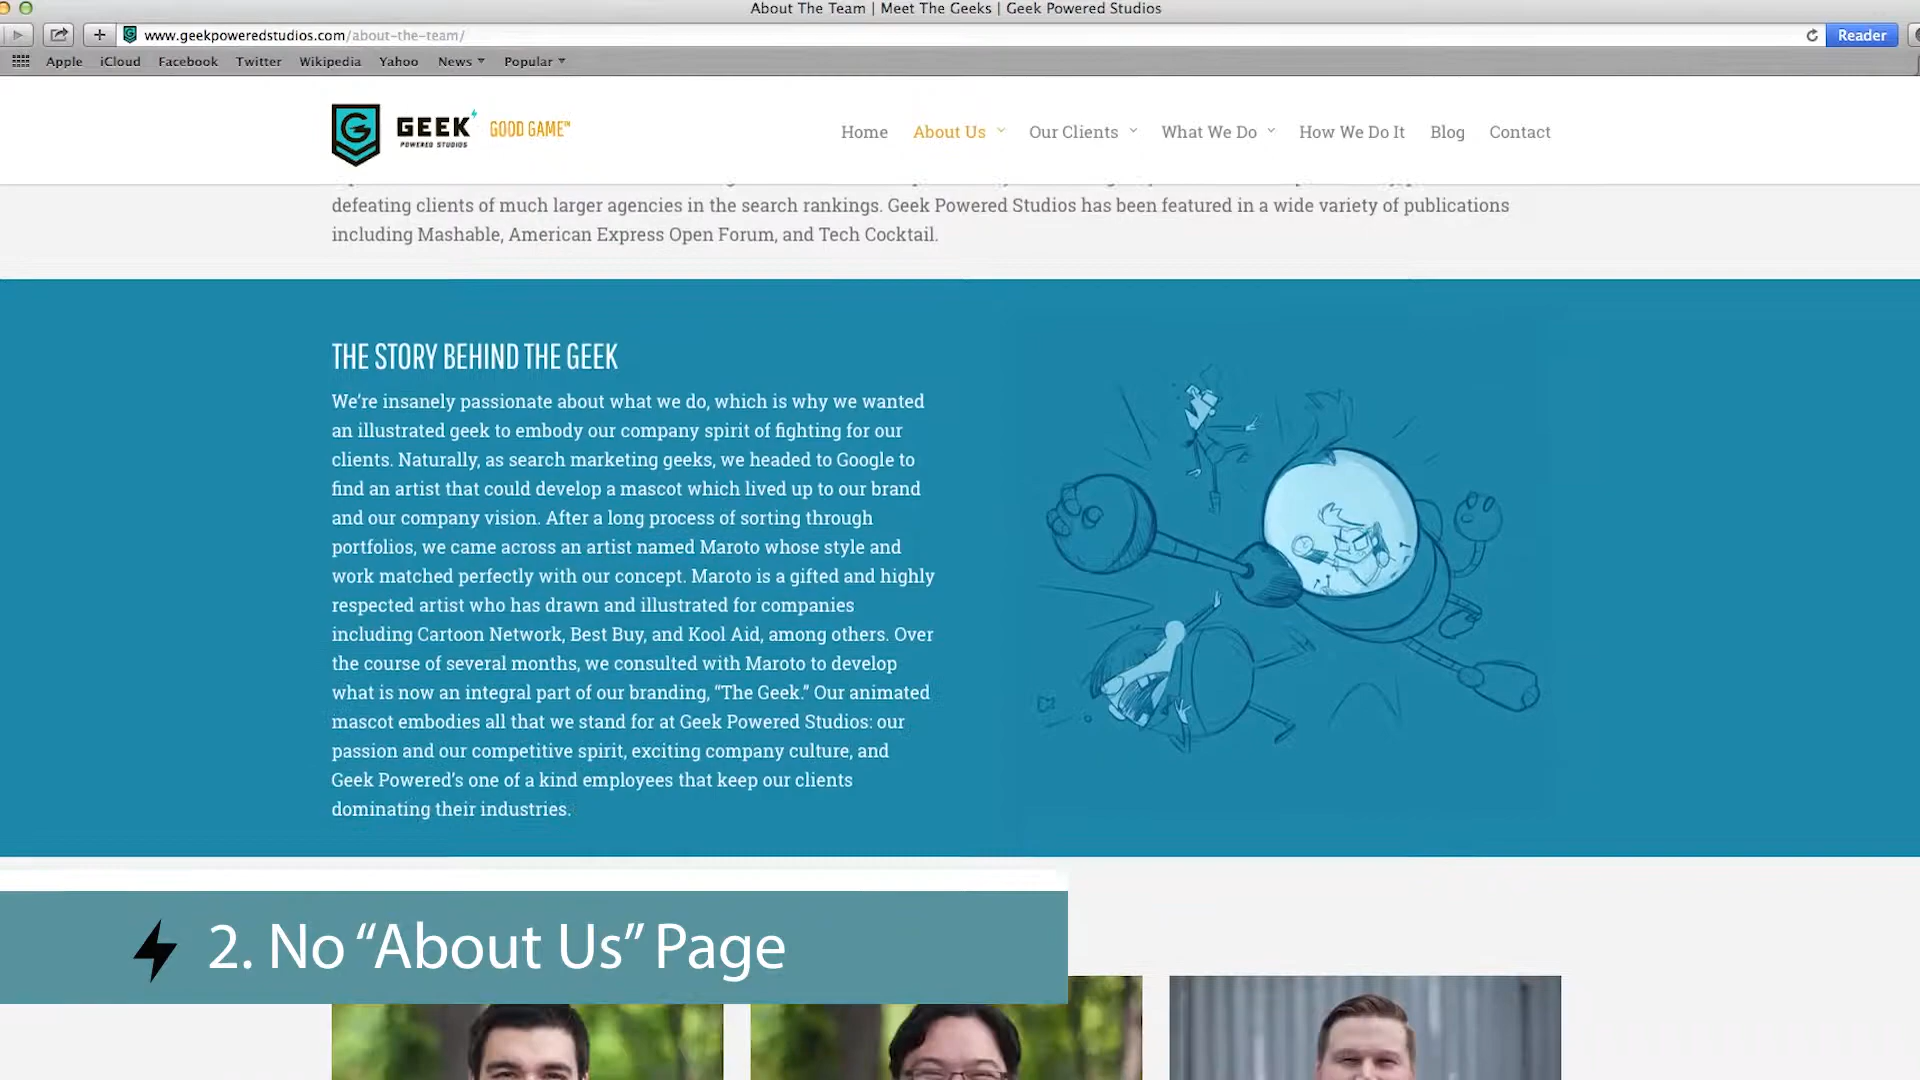 About The Team | Meet The Geeks | Geek Powered Studios
www.geekpoweredstudios.com/about-the-team/
Reader
Apple iCloud Facebook Twitter Wikipedia Yahoo News Popular
GEEK
POWERED STUDIOS
GOOD GAME™
Home About Us Our Clients What We Do How We Do It Blog Contact
defeating clients of much larger agencies in the search rankings. Geek Powered Studios has been featured in a wide variety of publications
including Mashable, American Express Open Forum, and Tech Cocktail.
THE STORY BEHIND THE GEEK
We’re insanely passionate about what we do, which is why we wanted
an illustrated geek to embody our company spirit of fighting for our
clients. Naturally, as search marketing geeks, we headed to Google to
find an artist that could develop a mascot which lived up to our brand
and our company vision. After a long process of sorting through
portfolios, we came across an artist named Maroto whose style and
work matched perfectly with our concept. Maroto is a gifted and highly
respected artist who has drawn and illustrated for companies
including Cartoon Network, Best Buy, and Kool Aid, among others. Over
the course of several months, we consulted with Maroto to develop
what is now an integral part of our branding, “The Geek.” Our animated
mascot embodies all that we stand for at Geek Powered Studios: our
passion and our competitive spirit, exciting company culture, and
Geek Powered’s one of a kind employees that keep our clients
dominating their industries.
2. No “About Us” Page